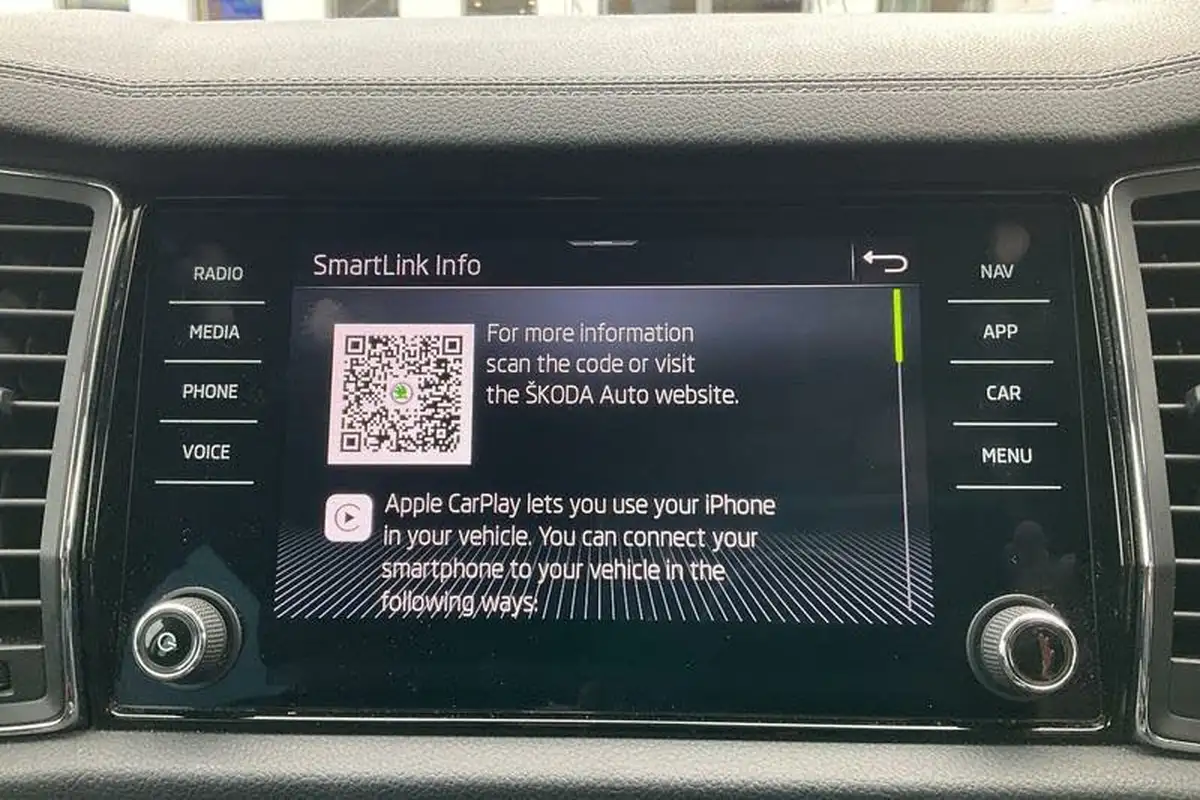 SmartLink Info
RADIO
MEDIA
PHONE
VOICE
For more information
scan the code or visit
the ŠKODA Auto website.
Apple CarPlay lets you use your iPhone
in your vehicle. You can connect your
smartphone to your vehicle in the
following ways:
NAV
APP
CAR
MENU